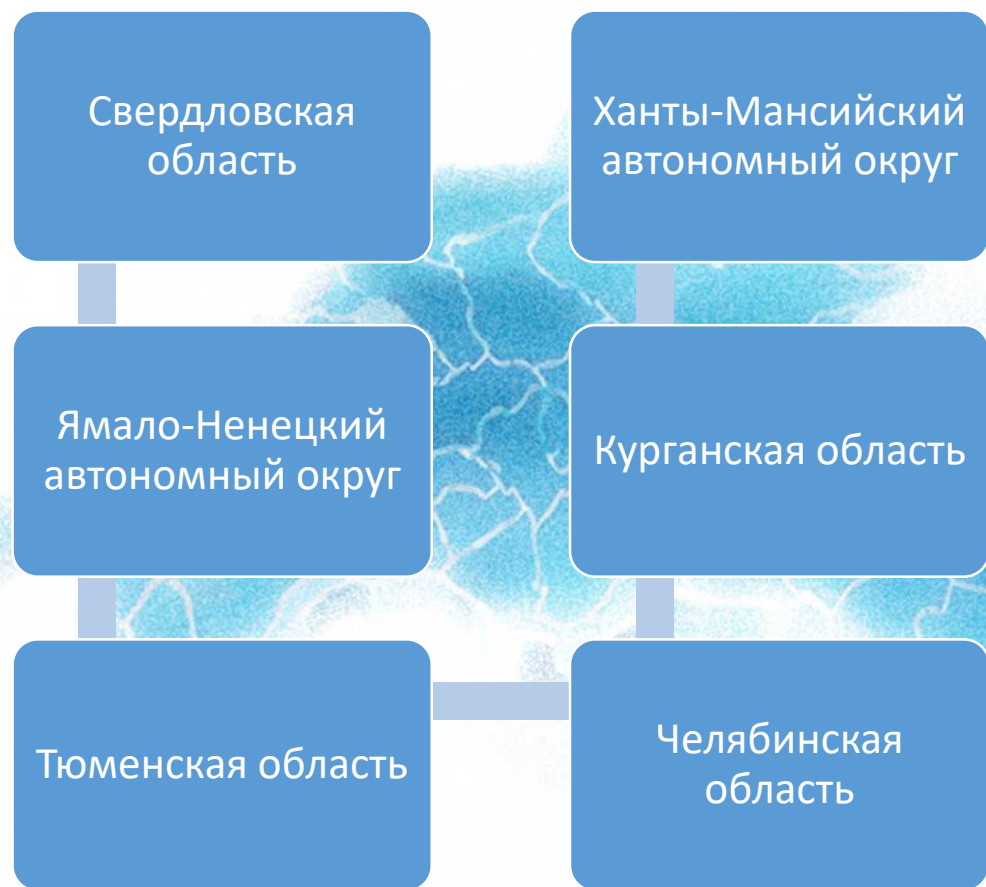 Свердловская
область
Ямало-Ненецкий
автономный округ
Тюменская область
Челябинская
область
Курганская область
Ханты-Мансийский
автономный округ